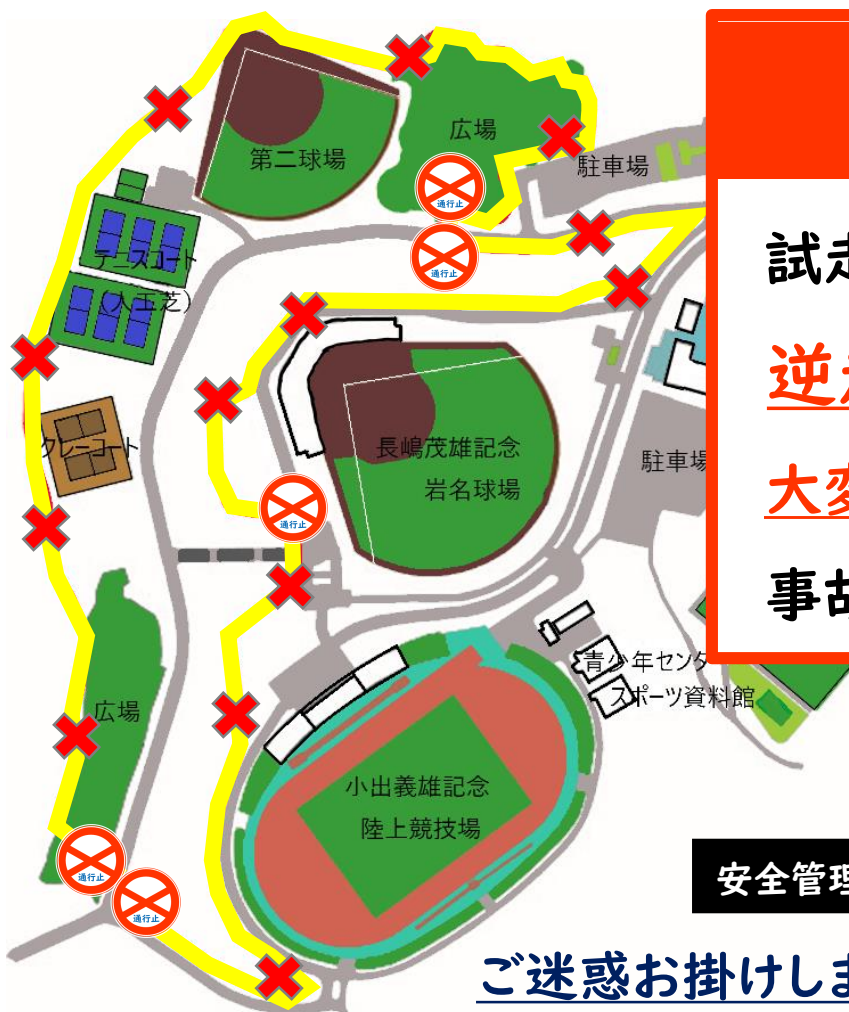 第二球場
広場
駐車場
通行止
通行止
テニスコート
(人工芝)
クレーコート
長嶋茂雄記念
岩名球場
駐車場
通行止
青少年センタ
スポーツ資料館
広場
小出義雄記念
陸上競技場
通行止
通行止
試走
逆走
大変
事故
安全管理
ご迷惑お掛けしま